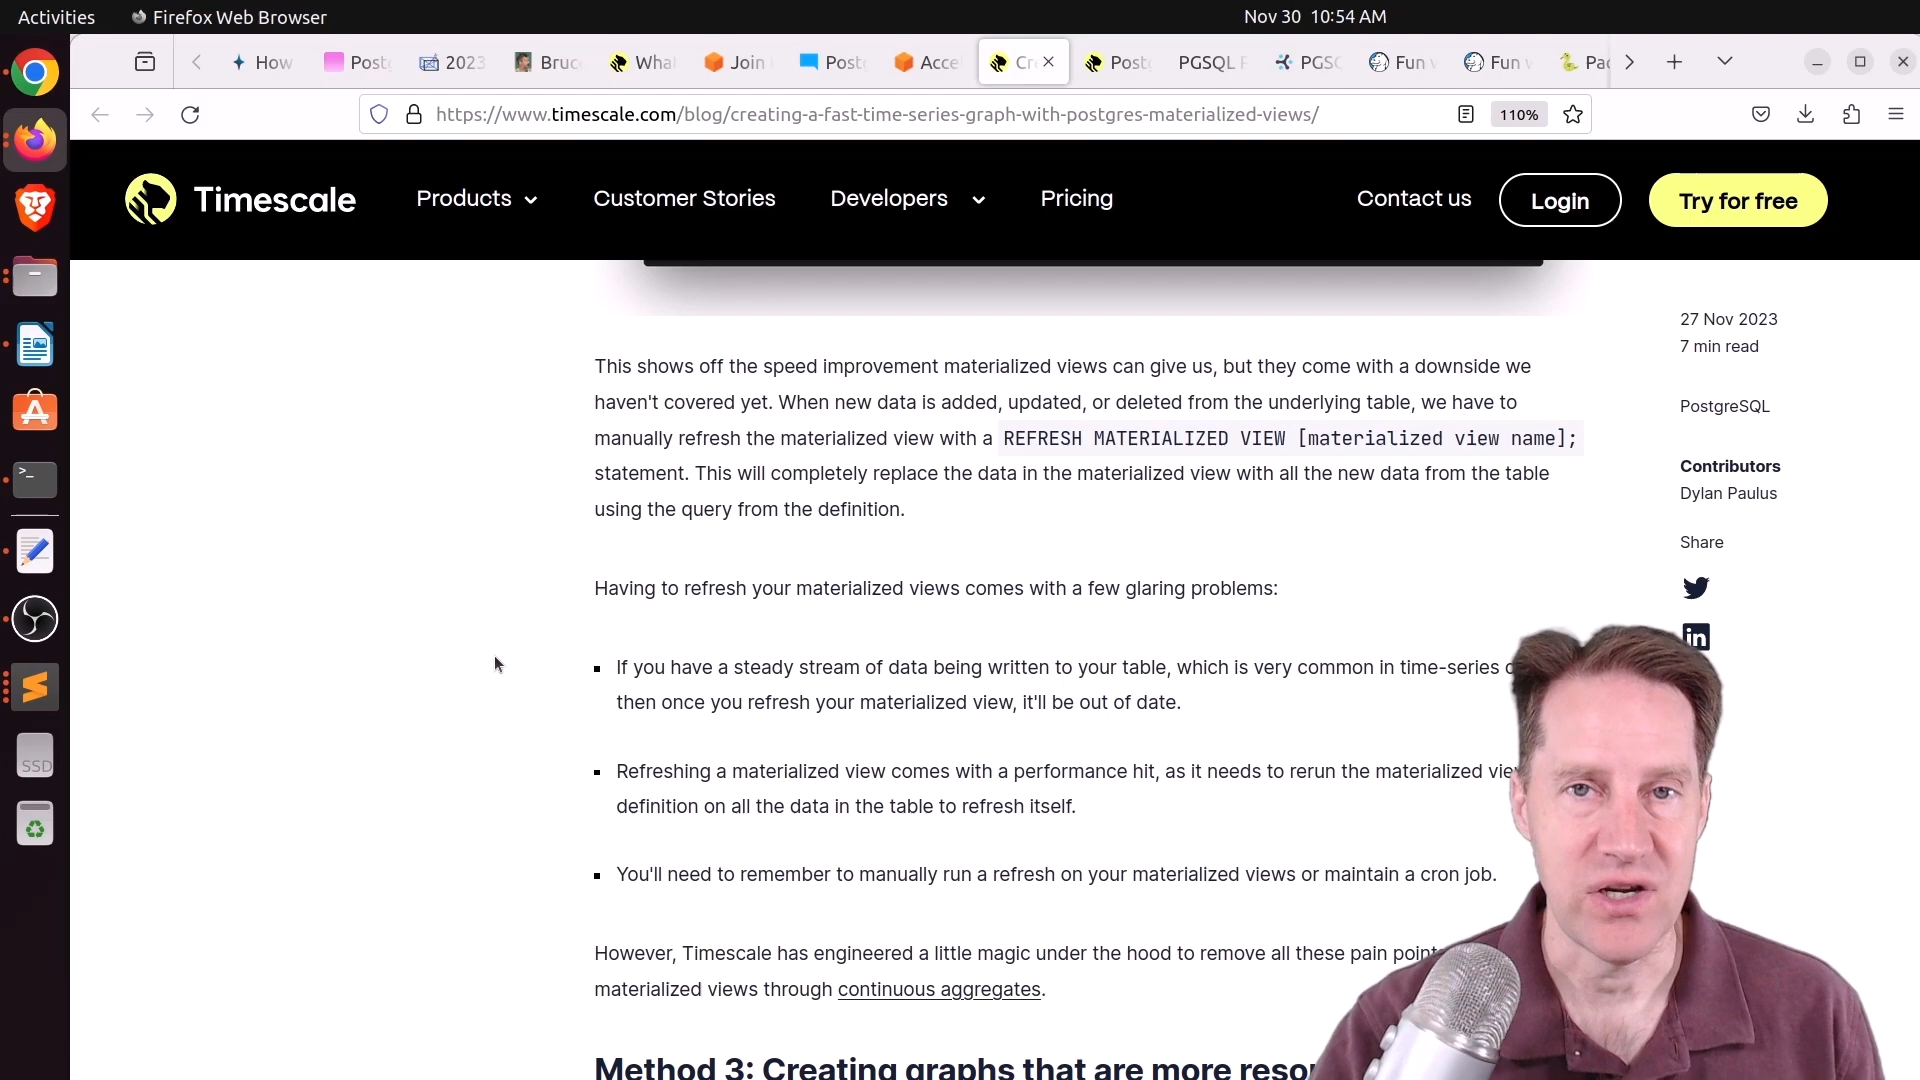 Activities
Firefox Web Browser
Nov 30 10:54 AM
How
Post
2023
Bruc
Wha
Join
Post
Acce
Cr
Post
PGSQL
PGSC
Fun
Fun
Pac
https://www.timescale.com/blog/creating-a-fast-time-series-graph-with-postgres-materialized-views/
110%
Timescale
Products
Customer Stories
Developers
Pricing
Contact us
Login
Try for free
This shows off the speed improvement materialized views can give us, but they come with a downside we
haven't covered yet. When new data is added, updated, or deleted from the underlying table, we have to
manually refresh the materialized view with a REFRESH MATERIALIZED VIEW [materialized view name];
statement. This will completely replace the data in the materialized view with all the new data from the table
using the query from the definition.
Having to refresh your materialized views comes with a few glaring problems:
If you have a steady stream of data being written to your table, which is very common in time-series
then once you refresh your materialized view, it'll be out of date.
Refreshing a materialized view comes with a performance hit, as it needs to rerun the materialized
definition on all the data in the table to refresh itself.
You'll need to remember to manually run a refresh on your materialized views or maintain a cron job.
However, Timescale has engineered a little magic under the hood to remove all these pain
materialized views through continuous aggregates.
Method 3: Creating graphs that are more
27 Nov 2023
7 min read
PostgreSQL
Contributors
Dylan Paulus
Share
in
SSD